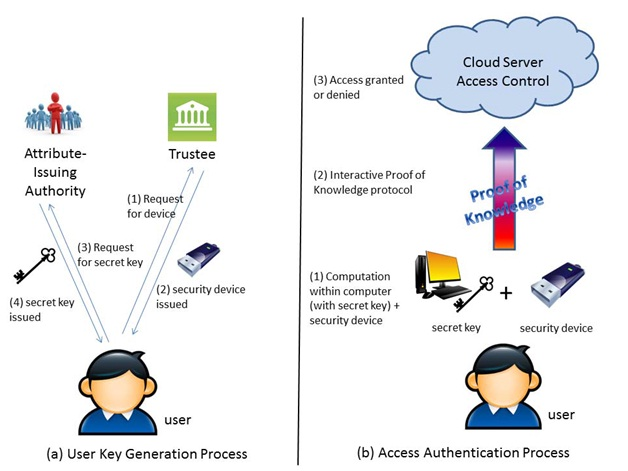 Attribute-
Issuing
Authority
Trustee
(1) Request
for device
(3) Request
for secret key
(2) security device
issued
(4) secret key
issued
user
(a) User Key Generation Process
Cloud Server
Access Control
(3) Access granted
or denied
(2) Interactive Proof of
Knowledge protocol
Proof of
Knowledge
(1) Computation
within computer
(with secret key) +
security device
+
secret key
security device
user
(b) Access Authentication Process